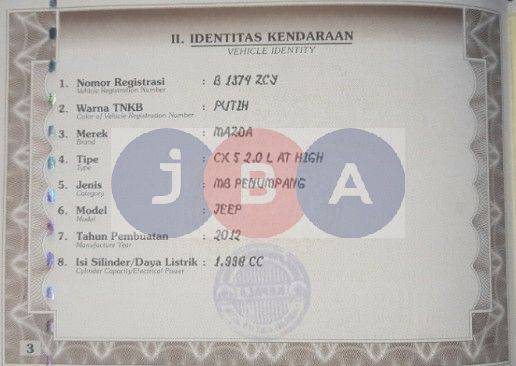 II. IDENTITAS KENDARAAN
VEHICLE IDENTITY
1. Nomor Registrasi : B 1374 ZCY
Vehicle Registration Number
2. Warna TNKB : PUTIH
Color of Vehicle Registration Number
3. Merek : MAZDA
Brand
4. Tipe : CX 5 2.0 L AT HIGH
Type
5. Jenis : MB PENUMPANG
Category
6. Model : JEEP
Model
7. Tahun Pembuatan : 2012
Manufacture Year
8. Isi Silinder/Daya Listrik : 1.998 CC
Cylinder Capacity/Electrical Power
JBA
3